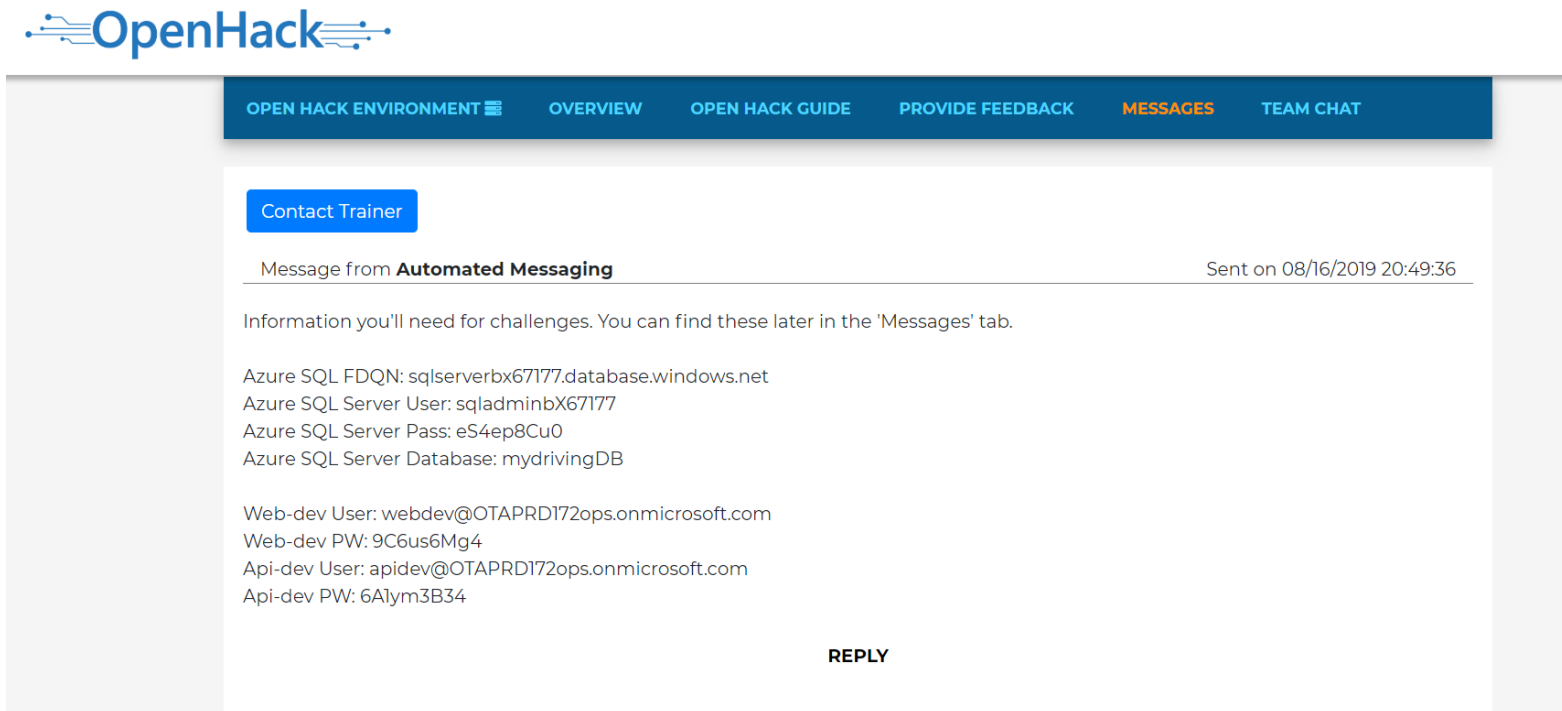 OpenHack
OPEN HACK ENVIRONMENT OVERVIEW OPEN HACK GUIDE PROVIDE FEEDBACK MESSAGES TEAM CHAT
Contact Trainer
Message from Automated Messaging Sent on 08/16/2019 20:49:36
Information you'll need for challenges. You can find these later in the 'Messages' tab.
Azure SQL FDQN: sqlserverbx67177.database.windows.net
Azure SQL Server User: sqladminbX67177
Azure SQL Server Pass: eS4ep8Cu0
Azure SQL Server Database: mydrivingDB
Web-dev User: webdev@OTAPRD172ops.onmicrosoft.com
Web-dev PW: 9C6us6Mg4
Api-dev User: apidev@OTAPRD172ops.onmicrosoft.com
Api-dev PW: 6A1ym3B34
REPLY